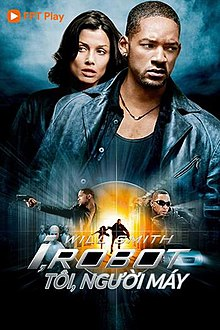 FPT Play
WILL SMITH
I, ROBOT
TÔI, NGƯỜI MÁY